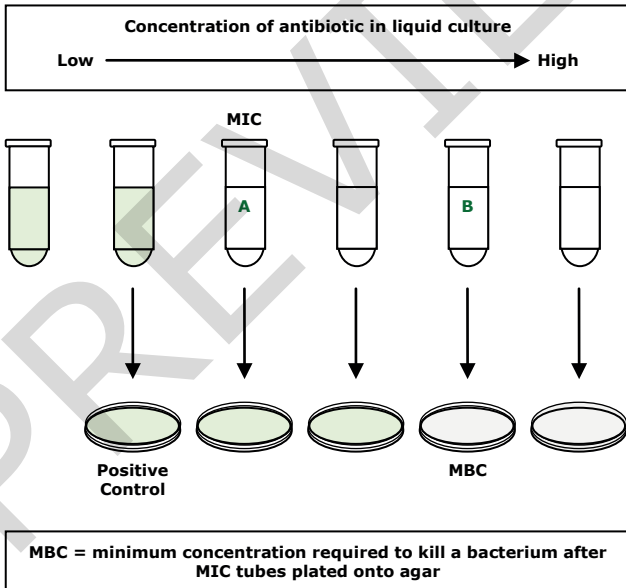 Concentration of antibiotic in liquid culture
Low High
MIC
A B
Positive
Control
MBC
MBC = minimum concentration required to kill a bacterium after
MIC tubes plated onto agar
PREVIE